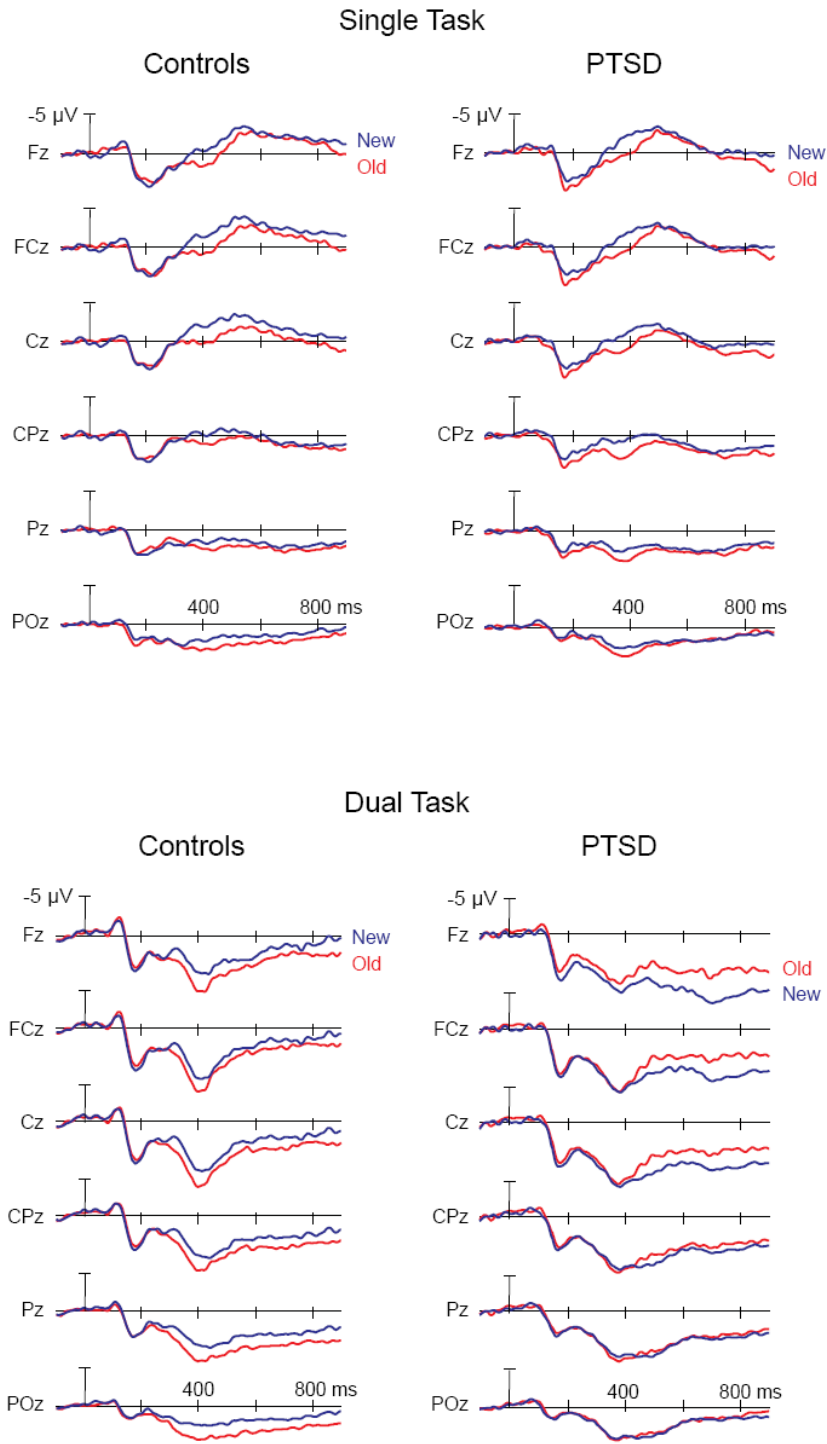 Single Task
Controls PTSD
-5 µV
Fz New
Old
New
Old
FCz FCz
Cz Cz
CPz CPz
Pz Pz
POz 400 800 ms
POz 400 800 ms
Dual Task
Controls PTSD
-5 µV -5 µV
Fz New
Old
Fz Old
New
FCz FCz
Cz Cz
CPz CPz
Pz Pz
POz 400 800 ms
POz 400 800 ms